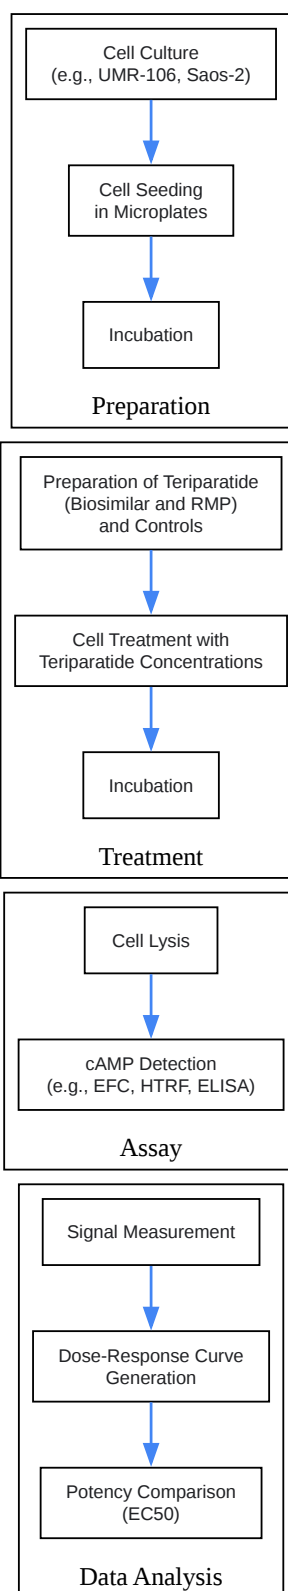 Cell Culture
(e.g., UMR-106, Saos-2)
Cell Seeding
in Microplates
Incubation
Preparation
Preparation of Teriparatide
(Biosimilar and RMP)
and Controls
Cell Treatment with
Teriparatide Concentrations
Incubation
Treatment
Cell Lysis
cAMP Detection
(e.g., EFC, HTRF, ELISA)
Assay
Signal Measurement
Dose-Response Curve
Generation
Potency Comparison
(EC50)
Data Analysis